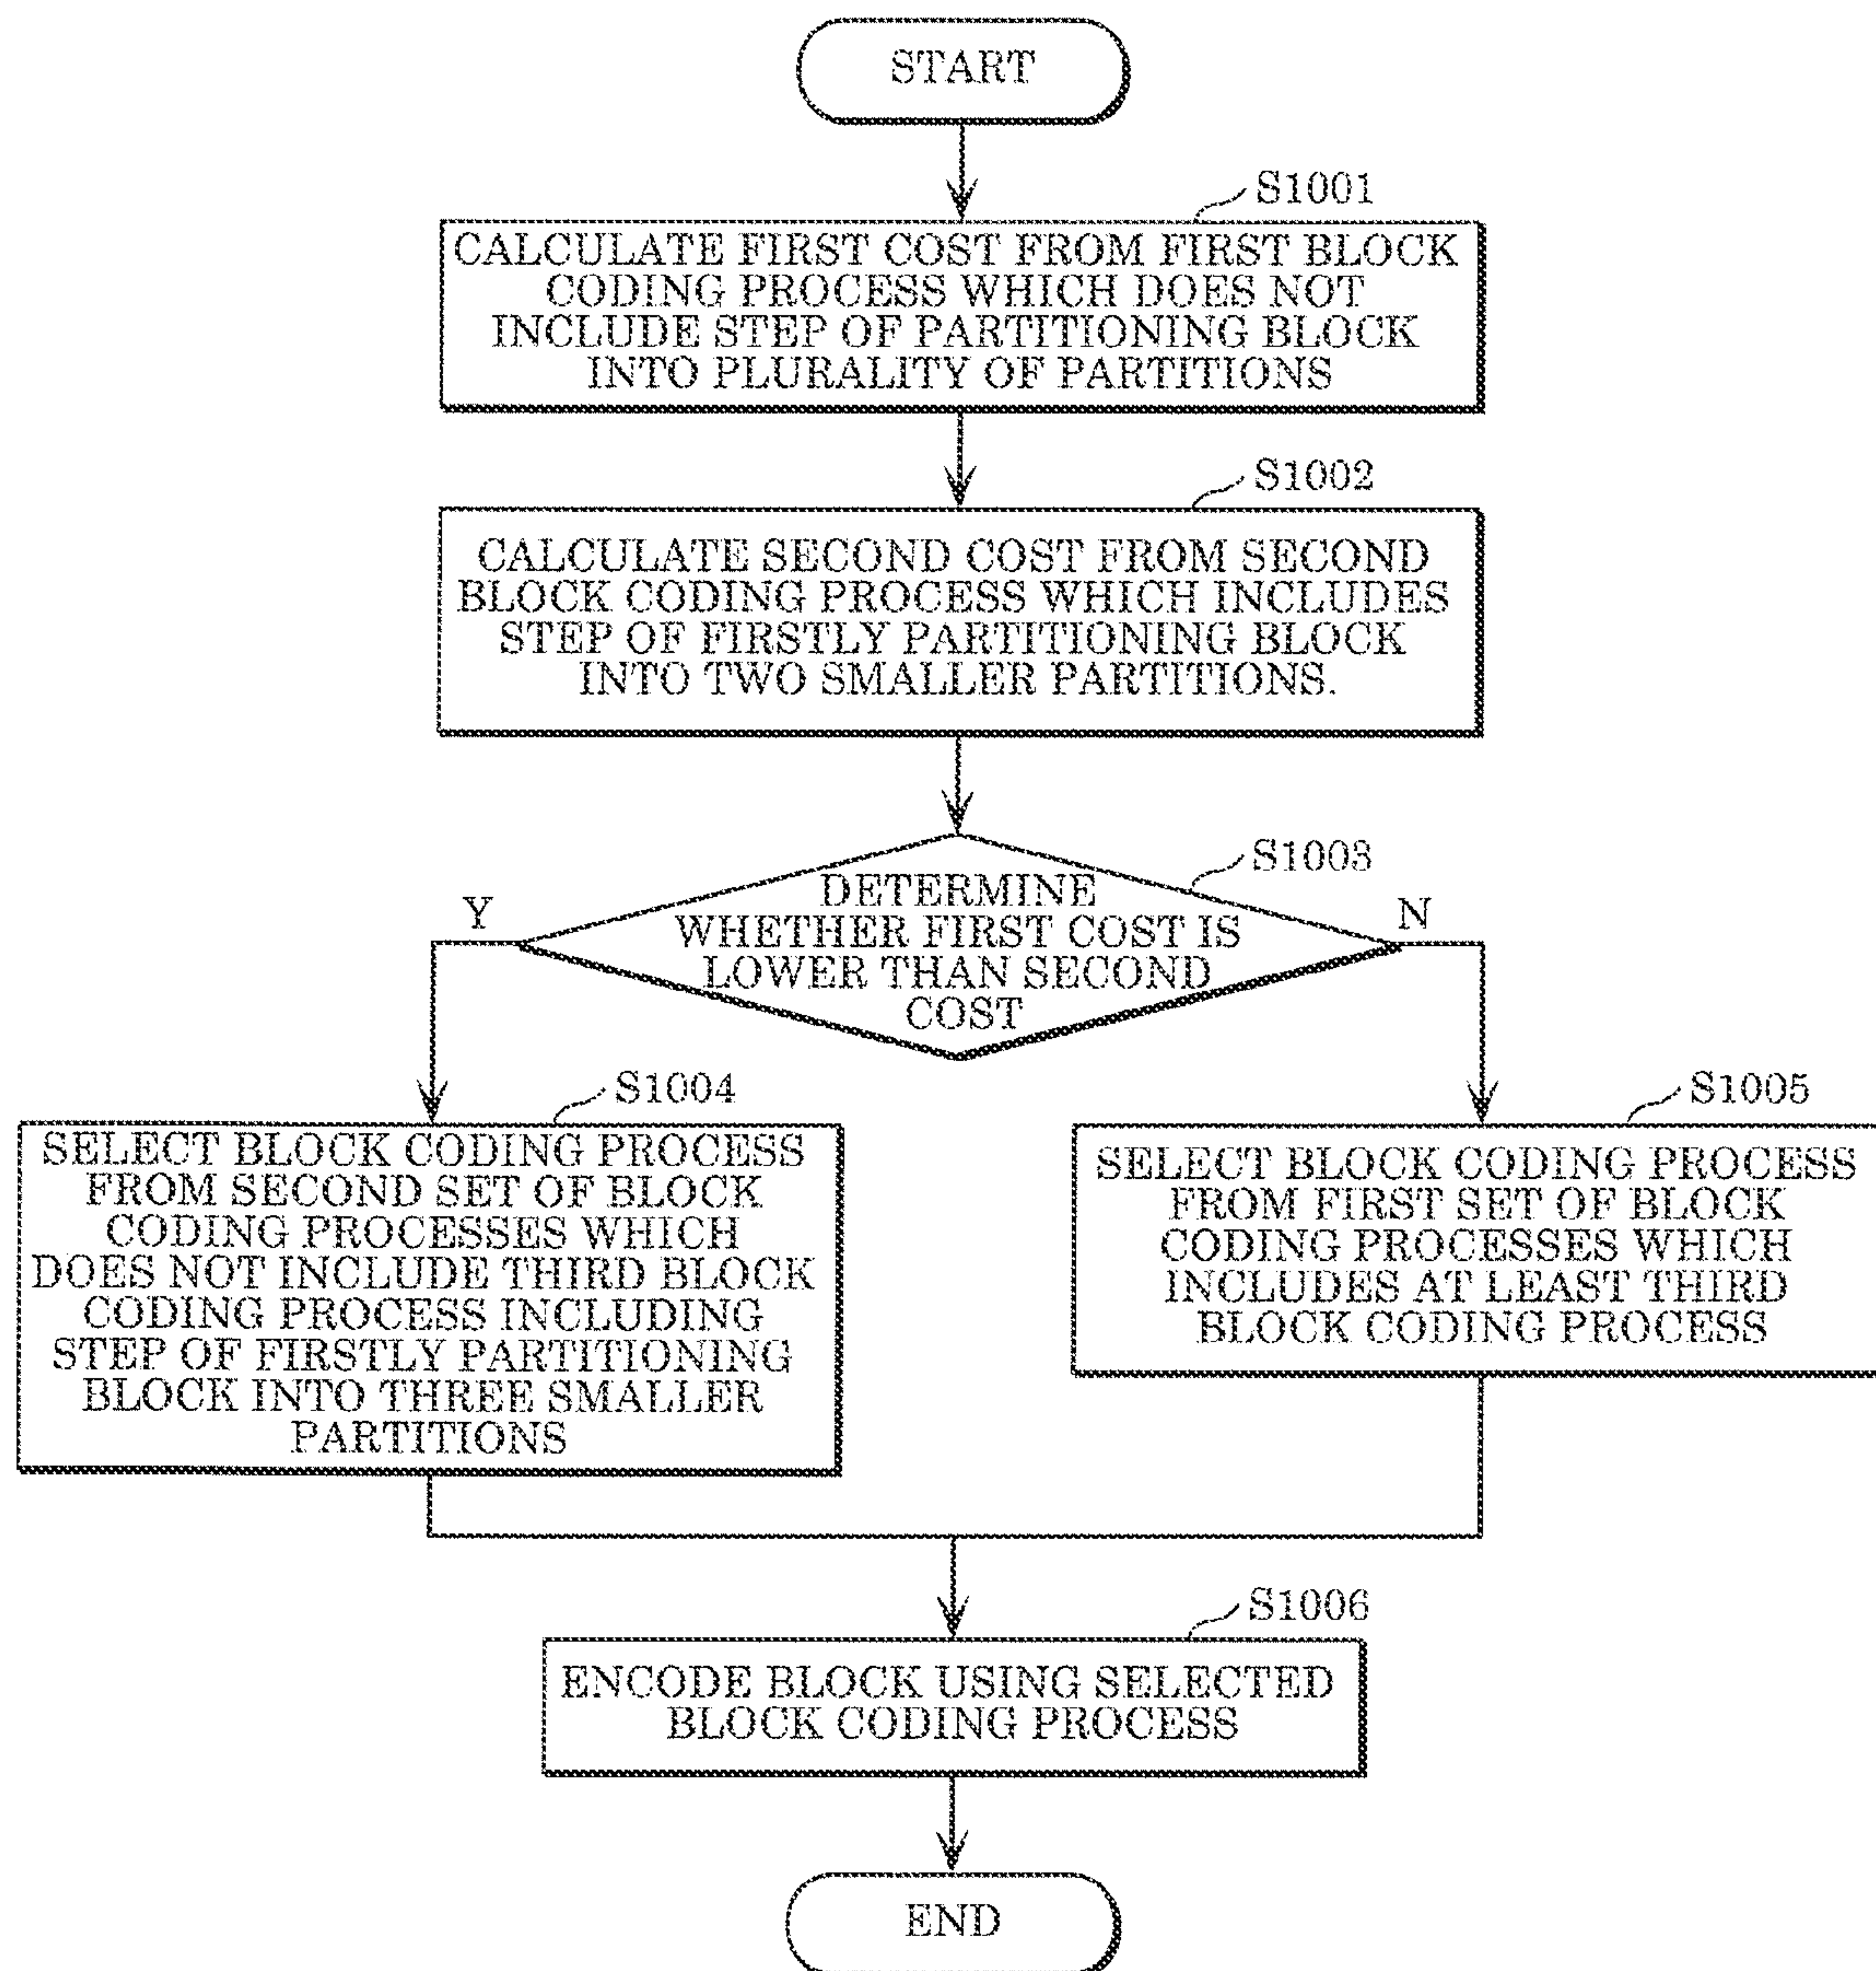 START
S1001
CALCULATE FIRST COST FROM FIRST BLOCK
CODING PROCESS WHICH DOES NOT
INCLUDE STEP OF PARTITIONING BLOCK
INTO PLURALITY OF PARTITIONS
S1002
CALCULATE SECOND COST FROM SECOND
BLOCK CODING PROCESS WHICH INCLUDES
STEP OF FIRSTLY PARTITIONING BLOCK
INTO TWO SMALLER PARTITIONS.
S1003
DETERMINE
WHETHER FIRST COST IS
LOWER THAN SECOND
COST
Y
N
S1004
SELECT BLOCK CODING PROCESS
FROM SECOND SET OF BLOCK
CODING PROCESSES WHICH
DOES NOT INCLUDE THIRD BLOCK
CODING PROCESS INCLUDING
STEP OF FIRSTLY PARTITIONING
BLOCK INTO THREE SMALLER
PARTITIONS
S1005
SELECT BLOCK CODING PROCESS
FROM FIRST SET OF BLOCK
CODING PROCESSES WHICH
INCLUDES AT LEAST THIRD
BLOCK CODING PROCESS
S1006
ENCODE BLOCK USING SELECTED
BLOCK CODING PROCESS
END